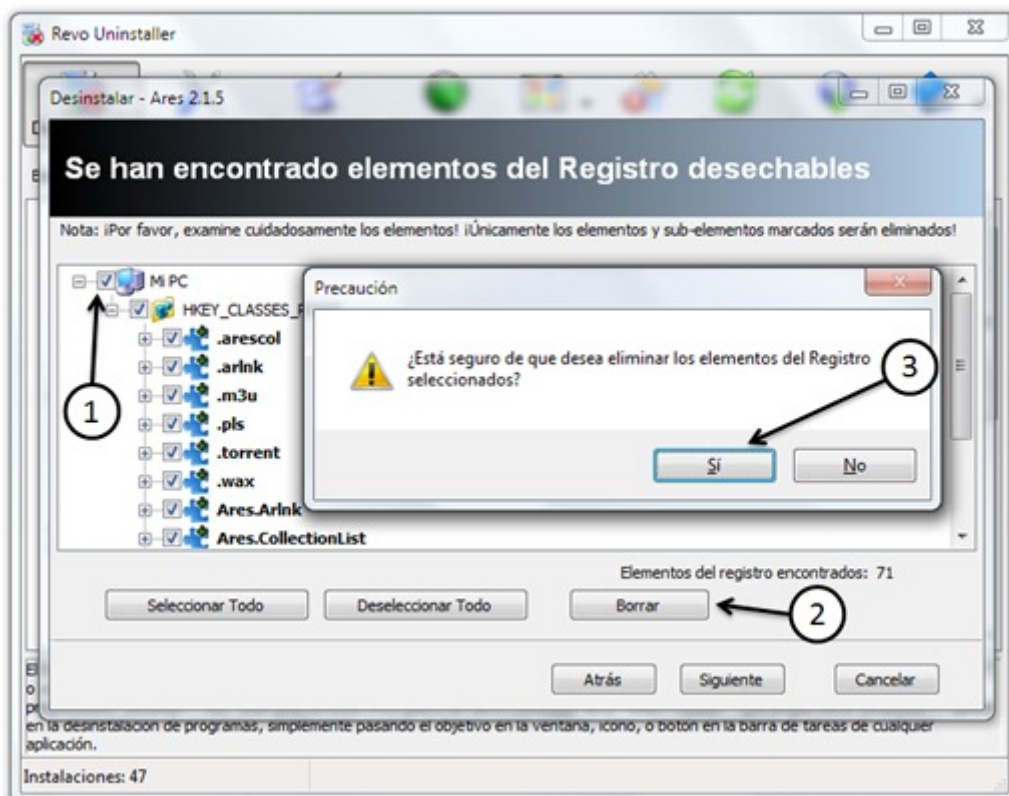 Revo Uninstaller
Desinstalar - Ares 2.1.5
Se han encontrado elementos del Registro desechables
Nota: ¡Por favor, examine cuidadosamente los elementos! ¡Únicamente los elementos y sub-elementos marcados serán eliminados!
Mi PC
HKEY_CLASSES_
.arescol
.arlnk
.m3u
.pls
.torrent
.wax
Ares.Arlnk
Ares.CollectionList
1
Precaución
¿Está seguro de que desea eliminar los elementos del Registro
seleccionados?
3
Sí
No
Elementos del registro encontrados: 71
Seleccionar Todo
Deseleccionar Todo
Borrar
2
Atrás
Siguiente
Cancelar
en la desinstalación de programas, simplemente pasando el objetivo en la ventana, icono, o botón en la barra de tareas de cualquier
aplicación.
Instalaciones: 47